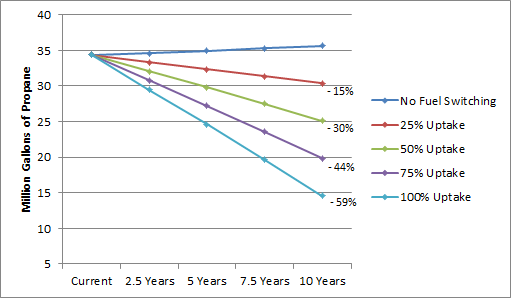 40
35
30
25
20
15
10
5
Million Gallons of Propane
Current
2.5 Years
5 Years
7.5 Years
10 Years
- 15%
- 30%
- 44%
- 59%
No Fuel Switching
25% Uptake
50% Uptake
75% Uptake
100% Uptake